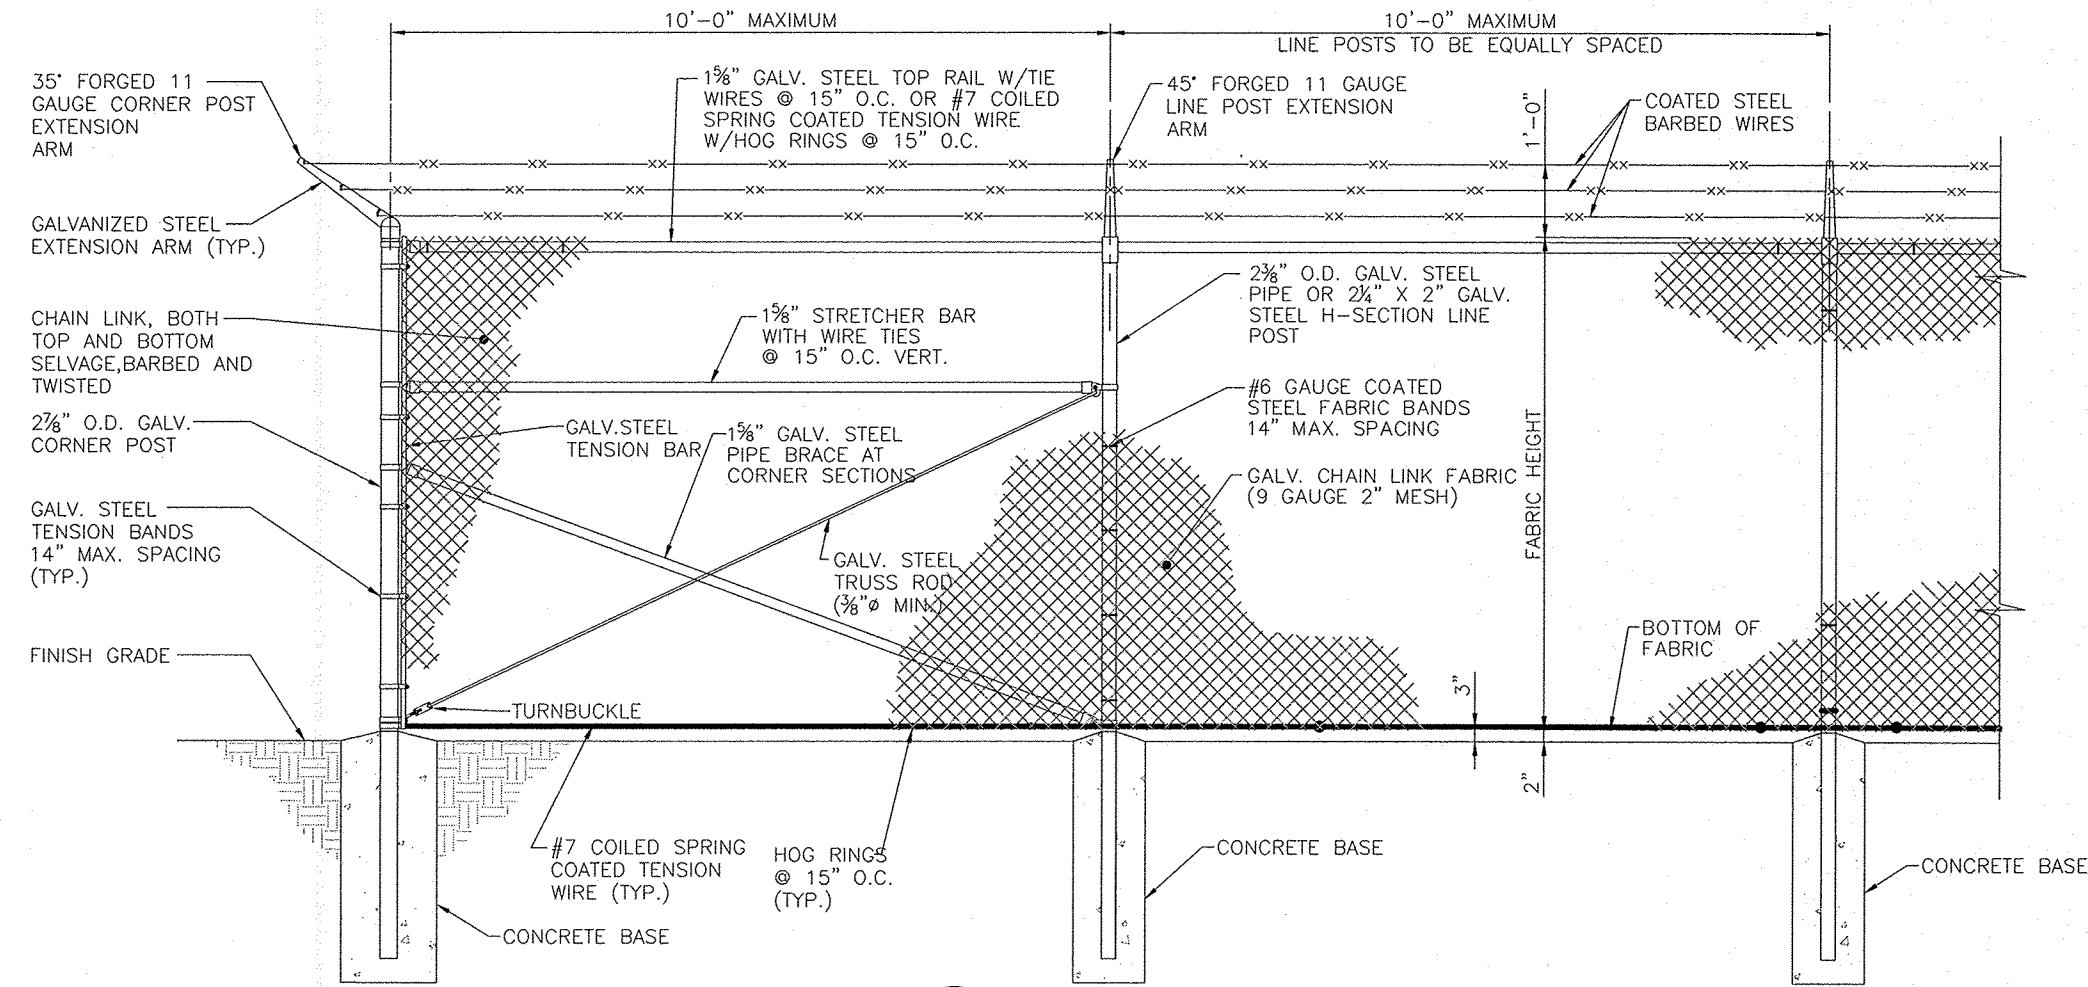 10'-0" MAXIMUM
10'-0" MAXIMUM
LINE POSTS TO BE EQUALLY SPACED
35° FORGED 11
GAUGE CORNER POST
EXTENSION
ARM
1⅝" GALV. STEEL TOP RAIL W/TIE
WIRES @ 15" O.C. OR #7 COILED
SPRING COATED TENSION WIRE
W/HOG RINGS @ 15" O.C.
45° FORGED 11 GAUGE
LINE POST EXTENSION
ARM
1'-0"
COATED STEEL
BARBED WIRES
GALVANIZED STEEL
EXTENSION ARM (TYP.)
CHAIN LINK, BOTH
TOP AND BOTTOM
SELVAGE,BARBED AND
TWISTED
1⅝" STRETCHER BAR
WITH WIRE TIES
@ 15" O.C. VERT.
2⅜" O.D. GALV. STEEL
PIPE OR 2¼" X 2" GALV.
STEEL H-SECTION LINE
POST
2⅞" O.D. GALV.
CORNER POST
GALV.STEEL
TENSION BAR
1⅝" GALV. STEEL
PIPE BRACE AT
CORNER SECTIONS
#6 GAUGE COATED
STEEL FABRIC BANDS
14" MAX. SPACING
GALV. CHAIN LINK FABRIC
(9 GAUGE 2" MESH)
FABRIC HEIGHT
GALV. STEEL
TENSION BANDS
14" MAX. SPACING
(TYP.)
GALV. STEEL
TRUSS ROD
(⅜"ø MIN.)
FINISH GRADE
BOTTOM OF
FABRIC
TURNBUCKLE
3"
2"
#7 COILED SPRING
COATED TENSION
WIRE (TYP.)
HOG RINGS
@ 15" O.C.
(TYP.)
CONCRETE BASE
CONCRETE BASE
CONCRETE BASE